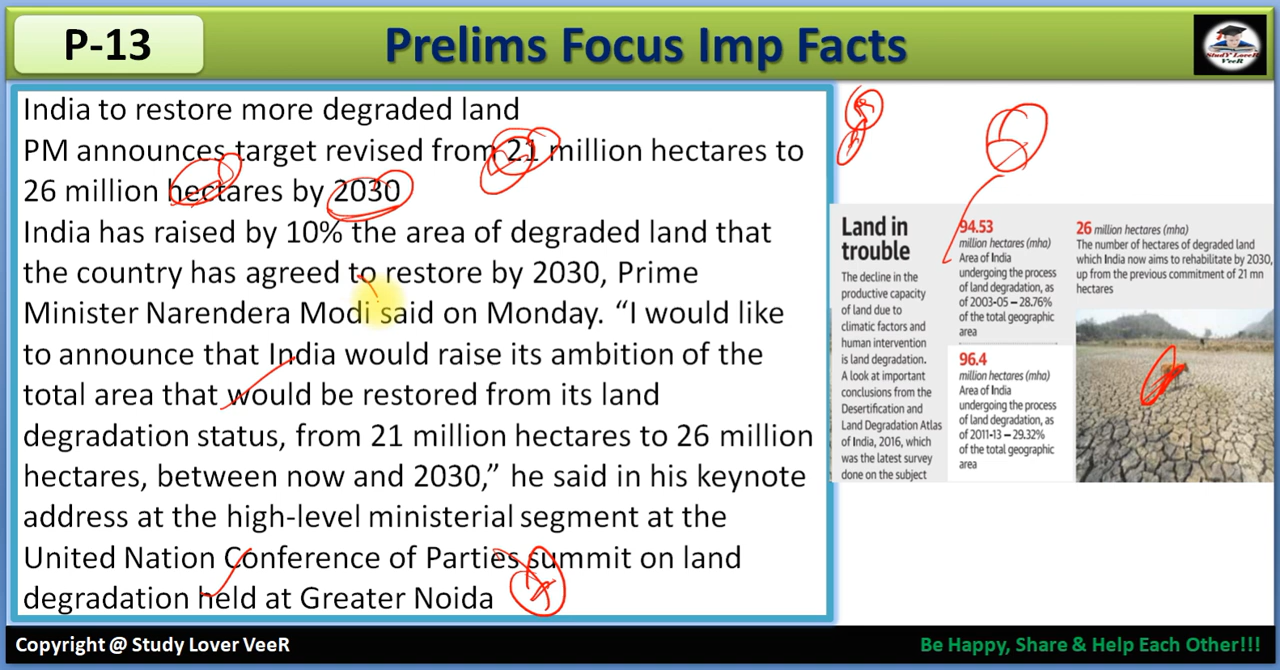 P-13
Prelims Focus Imp Facts
StudY LoveR
VeeR
India to restore more degraded land
PM announces target revised from 21 million hectares to
26 million hectares by 2030
India has raised by 10% the area of degraded land that
the country has agreed to restore by 2030, Prime
Minister Narendera Modi said on Monday. “I would like
to announce that India would raise its ambition of the
total area that would be restored from its land
degradation status, from 21 million hectares to 26 million
hectares, between now and 2030,” he said in his keynote
address at the high-level ministerial segment at the
United Nation Conference of Parties summit on land
degradation held at Greater Noida
Land in
trouble
The decline in the
productive capacity
of land due to
climatic factors and
human intervention
is land degradation.
A look at important
conclusions from the
Desertification and
Land Degradation Atlas
of India, 2016, which
was the latest survey
done on the subject
94.53
million hectares (mha)
Area of India
undergoing the process
of land degradation, as
of 2003-05 – 28.76%
of the total geographic
area
96.4
million hectares (mha)
Area of India
undergoing the process
of land degradation, as
of 2011-13 – 29.32%
of the total geographic
area
26 million hectares (mha)
The number of hectares of degraded land
which India now aims to rehabilitate by 2030,
up from the previous commitment of 21 mn
hectares
Copyright @ Study Lover VeeR
Be Happy, Share & Help Each Other!!!